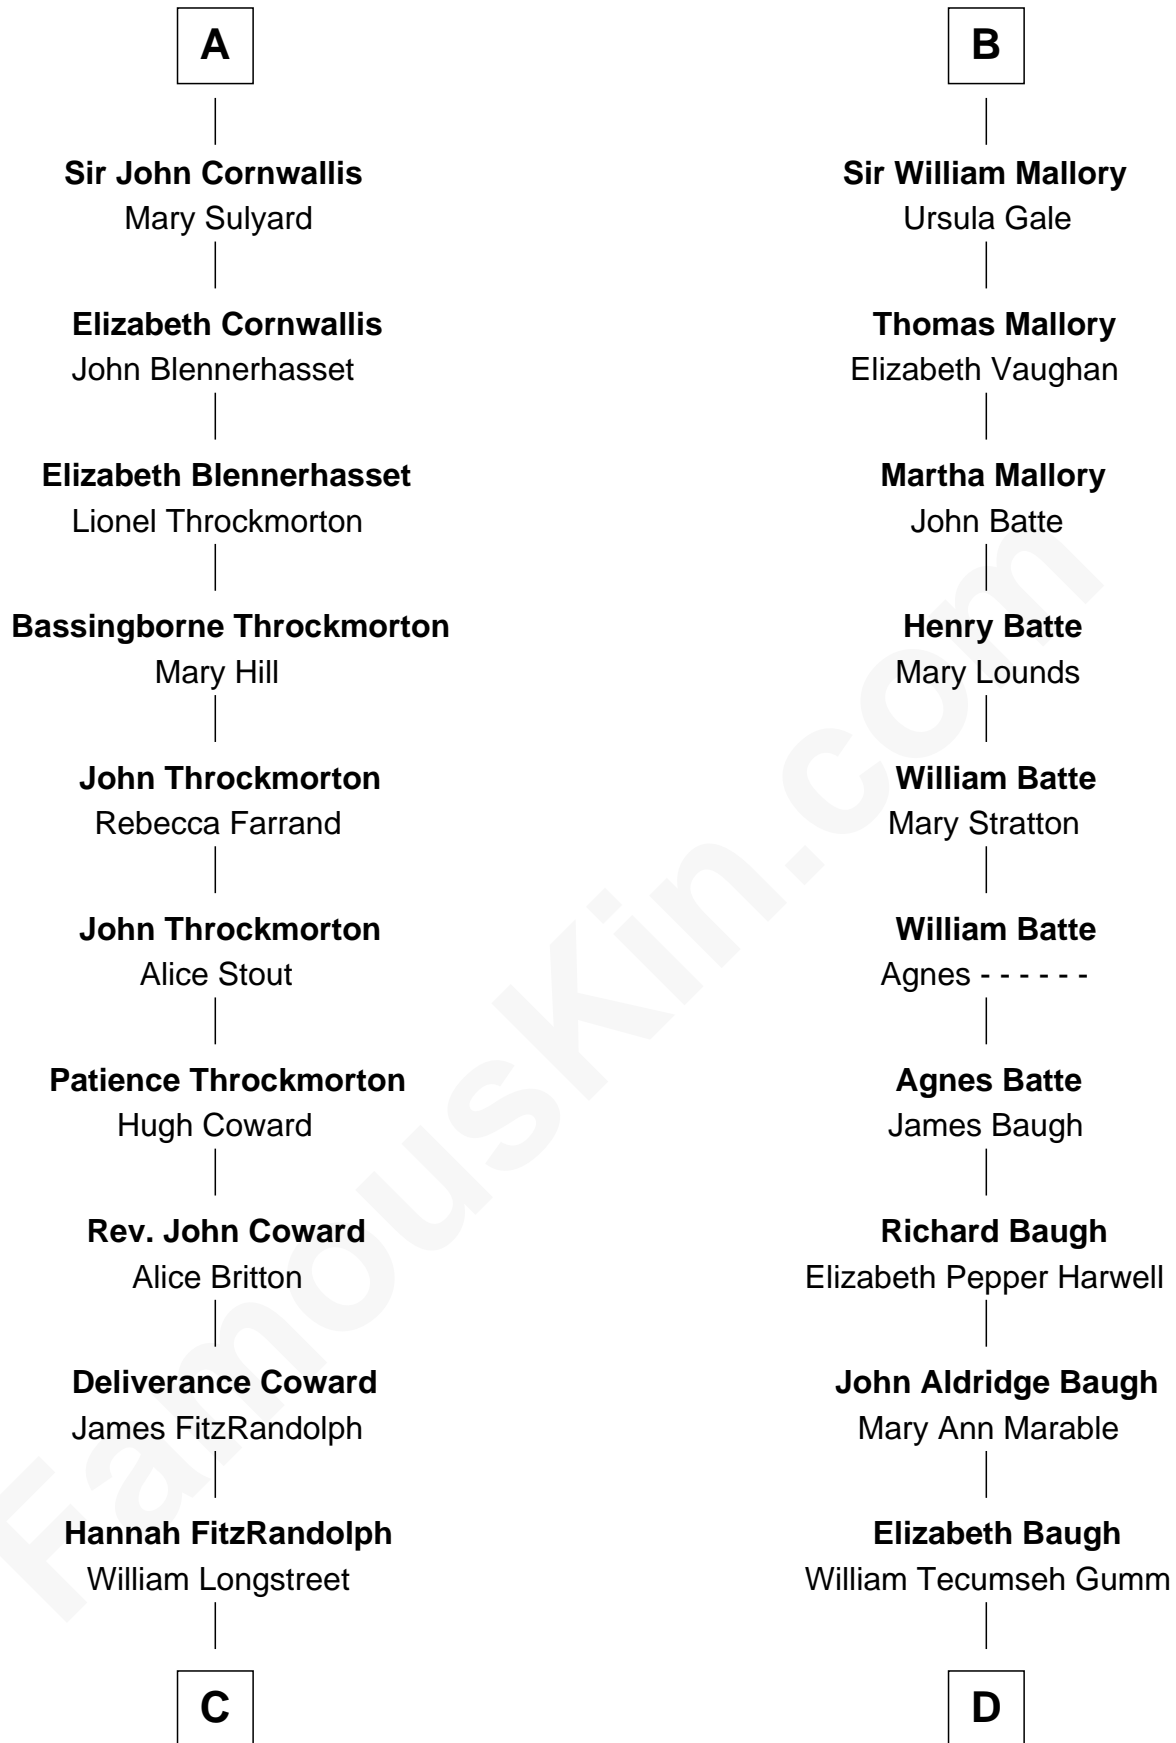 A
Sir John Cornwallis
Mary Sulyard
Elizabeth Cornwallis
John Blennerhasset
Elizabeth Blennerhasset
Lionel Throckmorton
Bassingborne Throckmorton
Mary Hill
John Throckmorton
Rebecca Farrand
John Throckmorton
Alice Stout
Patience Throckmorton
Hugh Coward
Rev. John Coward
Alice Britton
Deliverance Coward
James FitzRandolph
Hannah FitzRandolph
William Longstreet
C
B
Sir William Mallory
Ursula Gale
Thomas Mallory
Elizabeth Vaughan
Martha Mallory
John Batte
Henry Batte
Mary Lounds
William Batte
Mary Stratton
William Batte
Agnes - - - - - -
Agnes Batte
James Baugh
Richard Baugh
Elizabeth Pepper Harwell
John Aldridge Baugh
Mary Ann Marable
Elizabeth Baugh
William Tecumseh Gumm
D
FamousKin.com